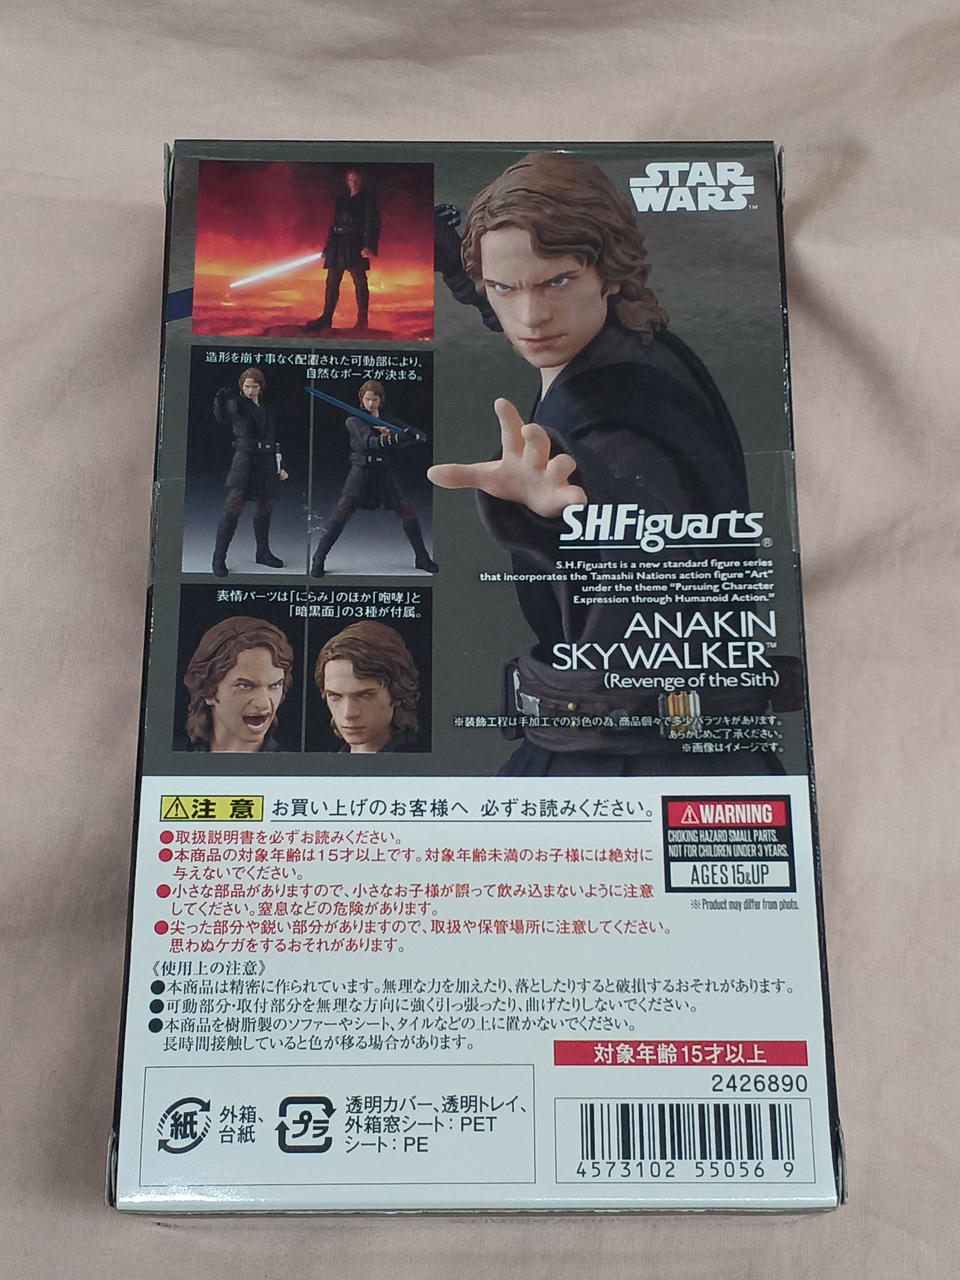 STAR
WARS™
造形を崩す事なく配置された可動部により、
自然なポーズが決まる。
S.H.Figuarts®
S.H.Figuarts is a new standard figure series
that incorporates the Tamashii Nations action figure "Art"
under the theme "Pursuing Character
Expression through Humanoid Action."
表情パーツは「にらみ」のほか「咆哮」と
「暗黒面」の3種が付属。
ANAKIN
SKYWALKER™
(Revenge of the Sith)
※装飾工程は手加工での彩色の為、商品個々で多少バラツキがあります。
あらかじめご了承ください。
※画像はイメージです。
注意 お買い上げのお客様へ 必ずお読みください。
●取扱説明書を必ずお読みください。
●本商品の対象年齢は15才以上です。対象年齢未満のお子様には絶対に
与えないでください。
●小さな部品がありますので、小さなお子様が誤って飲み込まないように注意
してください。窒息などの危険があります。
●尖った部分や鋭い部分がありますので、取扱や保管場所に注意してください。
思わぬケガをするおそれがあります。
WARNING
CHOKING HAZARD SMALL PARTS.
NOT FOR CHILDREN UNDER 3 YEARS.
AGES 15&UP
※Product may differ from photo.
《使用上の注意》
●本商品は精密に作られています。無理な力を加えたり、落としたりすると破損するおそれがあります。
●可動部分・取付部分を無理な方向に強く引っ張ったり、曲げたりしないでください。
●本商品を樹脂製のソファーやシート、タイルなどの上に置かないでください。
長時間接触していると色が移る場合があります。
対象年齢15才以上
2426890
紙
外箱、
台紙
プラ
透明カバー、透明トレイ、
外箱窓シート：PET
シート：PE
4573102 55056 9